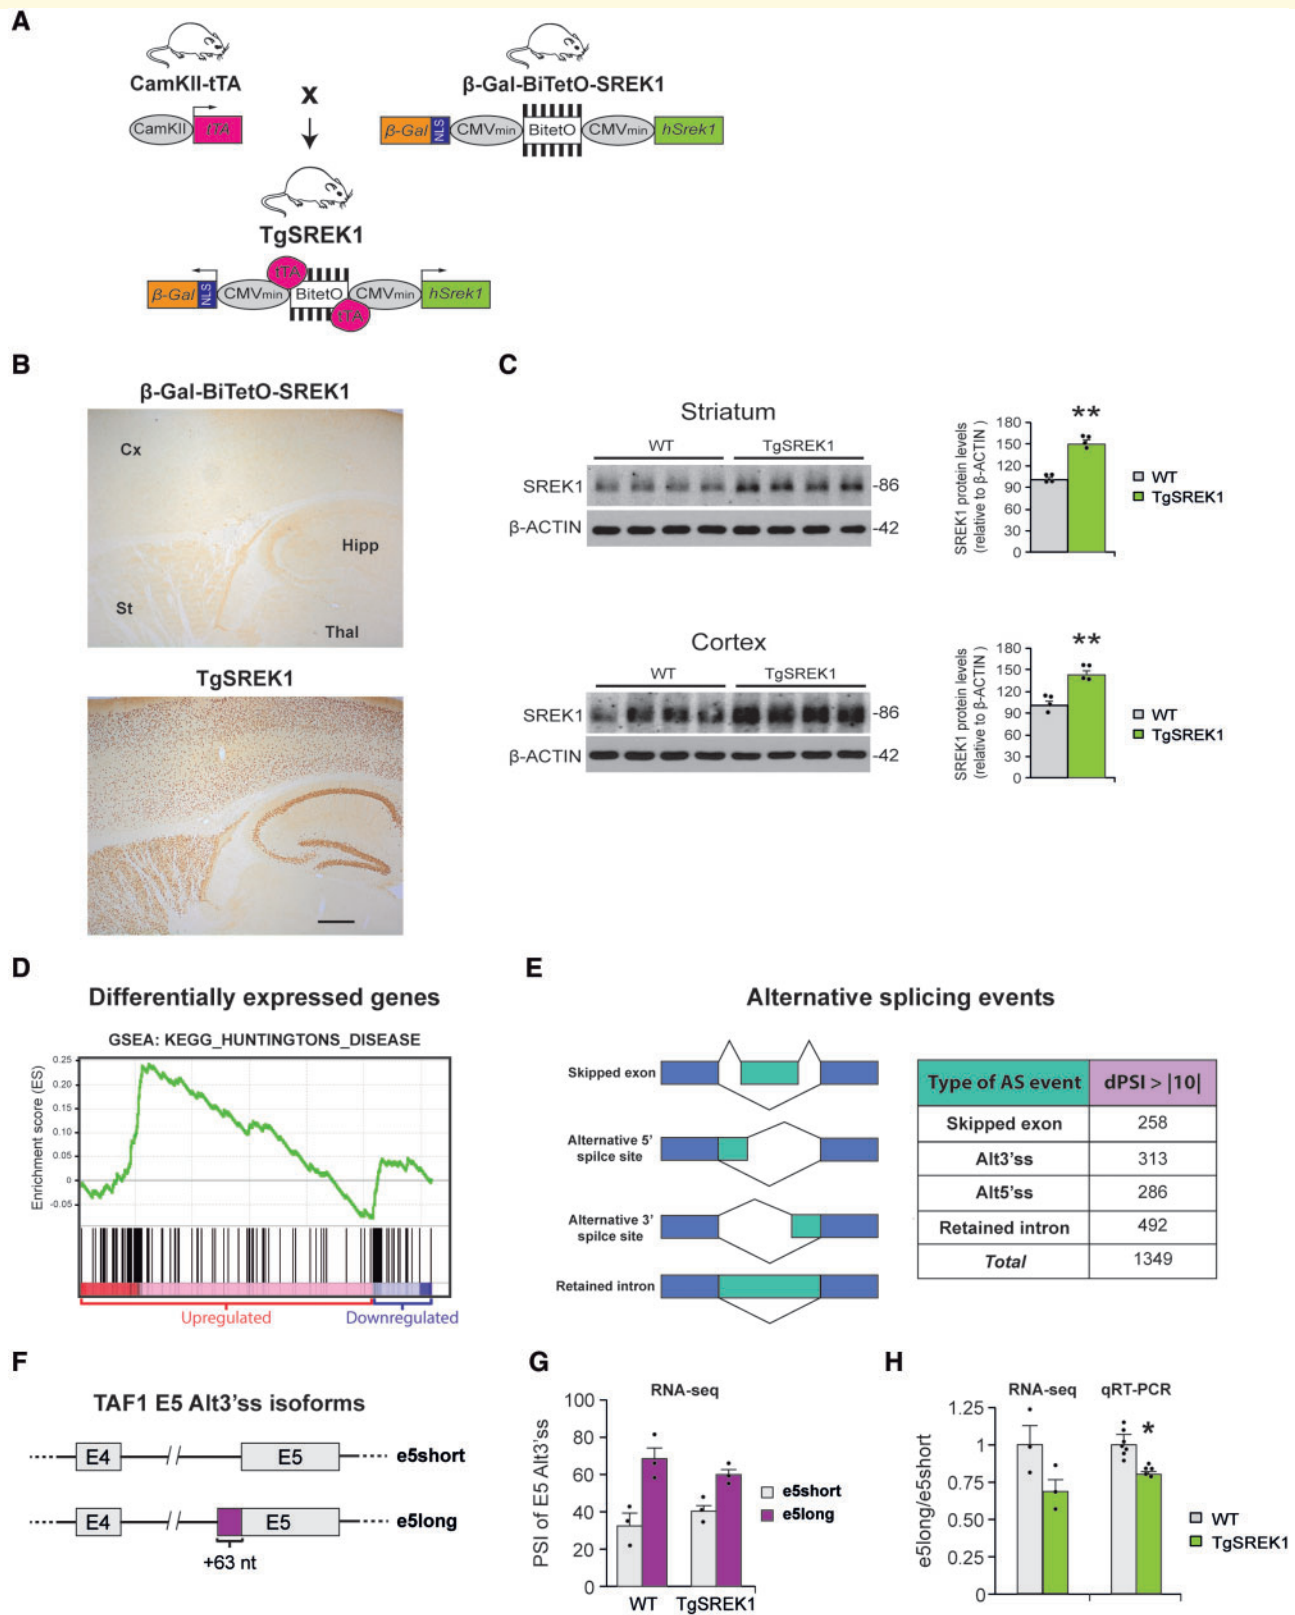 A
CamKII-tTA
x
β-Gal-BiTetO-SREK1
CamKII tTA
β-Gal NLS CMVmin BitetO CMVmin hSrek1
TgSREK1
β-Gal NLS CMVmin tTA BitetO tTA CMVmin hSrek1
B
β-Gal-BiTetO-SREK1
Cx
Hipp
St
Thal
TgSREK1
C
Striatum
WT TgSREK1
SREK1 -86
β-ACTIN -42
SREK1 protein levels
(relative to β-ACTIN )
180
150
120
90
60
30
0
**
WT
TgSREK1
Cortex
WT TgSREK1
SREK1 -86
β-ACTIN -42
SREK1 protein levels
(relative to β-ACTIN )
180
150
120
90
60
30
0
**
WT
TgSREK1
D
Differentially expressed genes
GSEA: KEGG_HUNTINGTONS_DISEASE
Enrichment score (ES)
0.25
0.20
0.15
0.10
0.05
0
-0.05
Upregulated Downregulated
E
Alternative splicing events
Skipped exon
Alternative 5'
spilce site
Alternative 3'
spilce site
Retained intron
Type of AS event dPSI > |10|
Skipped exon 258
Alt3'ss 313
Alt5'ss 286
Retained intron 492
Total 1349
F
TAF1 E5 Alt3'ss isoforms
E4 // E5 e5short
E4 // E5 e5long
+63 nt
G
RNA-seq
PSI of E5 Alt3'ss
100
80
60
40
20
0
WT TgSREK1
e5short
e5long
H
RNA-seq qRT-PCR
e5long/e5short
1.25
1
0.75
0.50
0.25
0
*
WT
TgSREK1